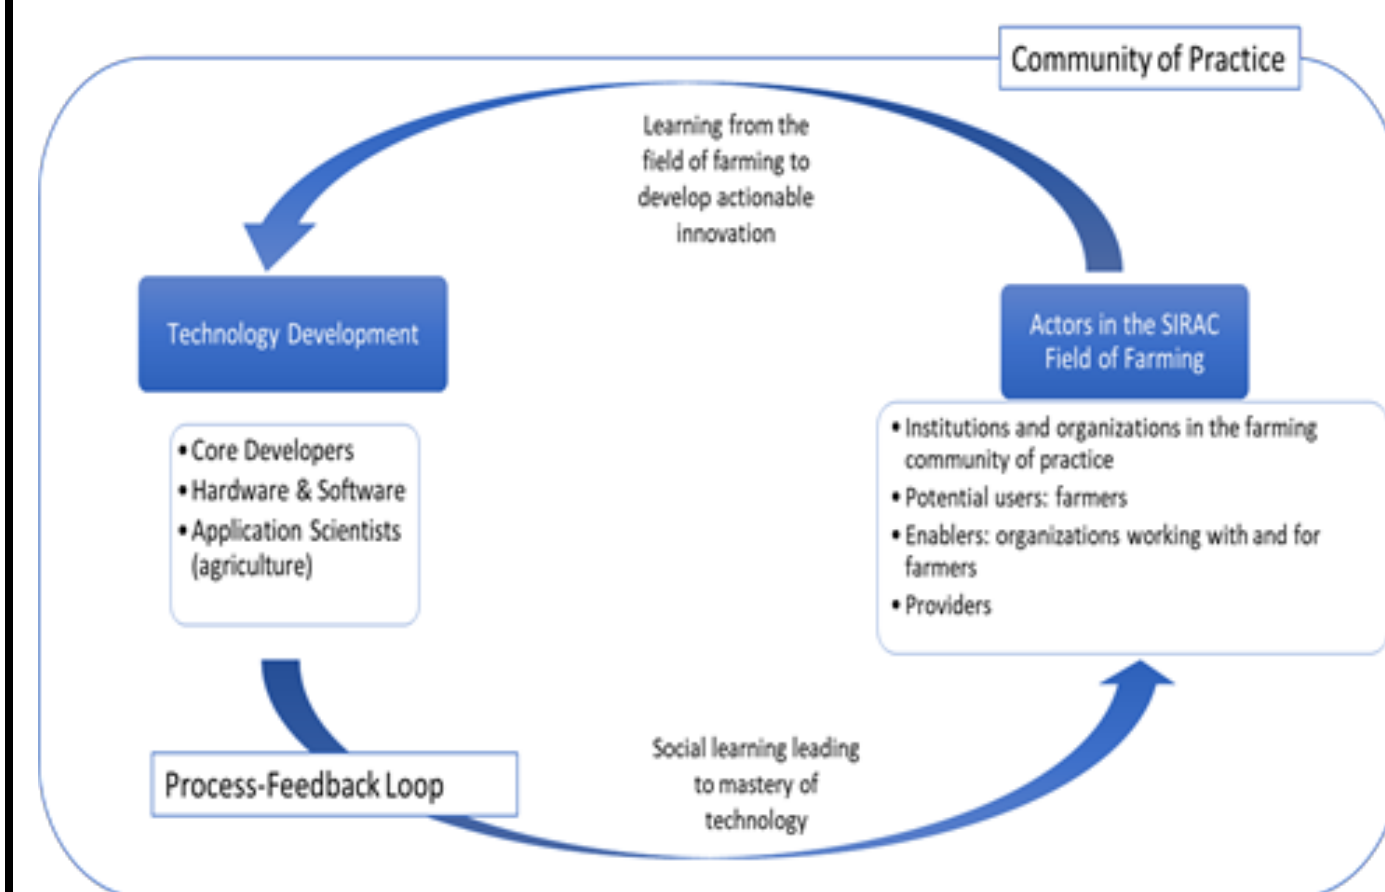 Community of Practice
Learning from the
field of farming to
develop actionable
innovation
Technology Development
• Core Developers
• Hardware & Software
• Application Scientists
(agriculture)
Actors in the SIRAC
Field of Farming
• Institutions and organizations in the farming
community of practice
• Potential users: farmers
• Enablers: organizations working with and for
farmers
• Providers
Process-Feedback Loop
Social learning leading
to mastery of
technology